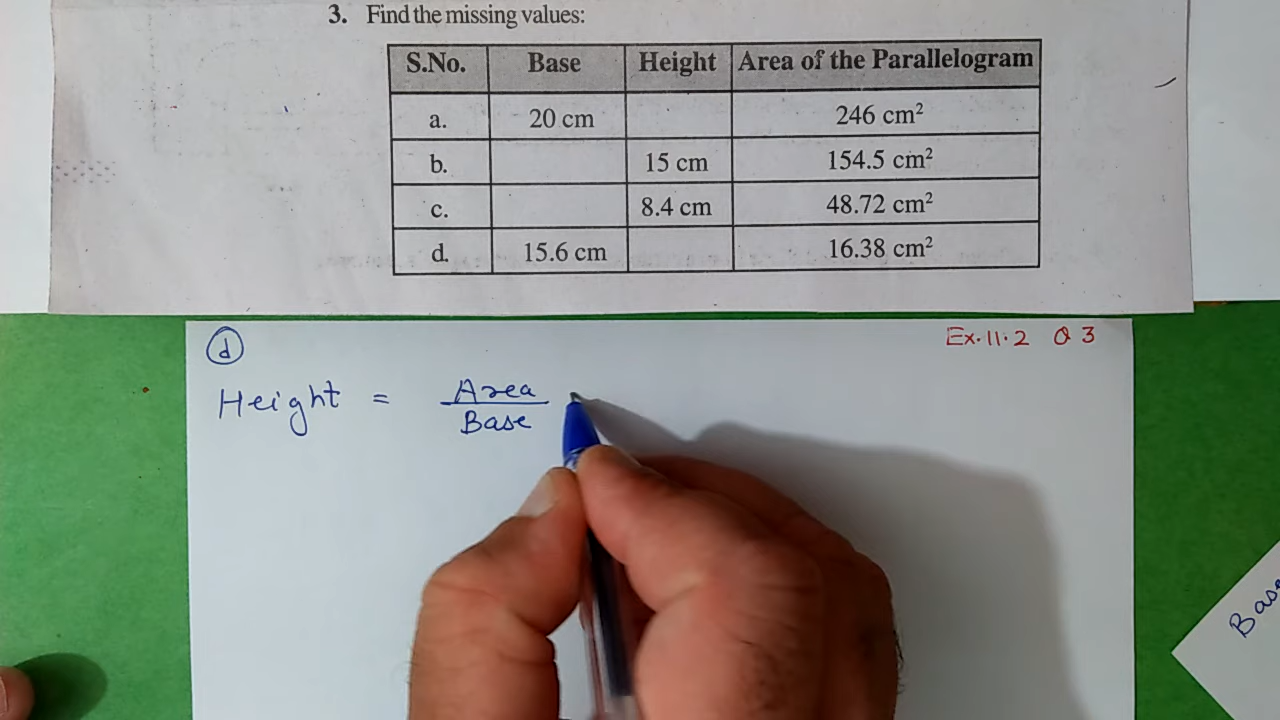 3. Find the missing values:
S.No. Base Height Area of the Parallelogram
a. 20 cm 246 cm²
b. 15 cm 154.5 cm²
c. 8.4 cm 48.72 cm²
d. 15.6 cm 16.38 cm²
Ex.11.2 Q 3
d
Height = Area
Base
Base